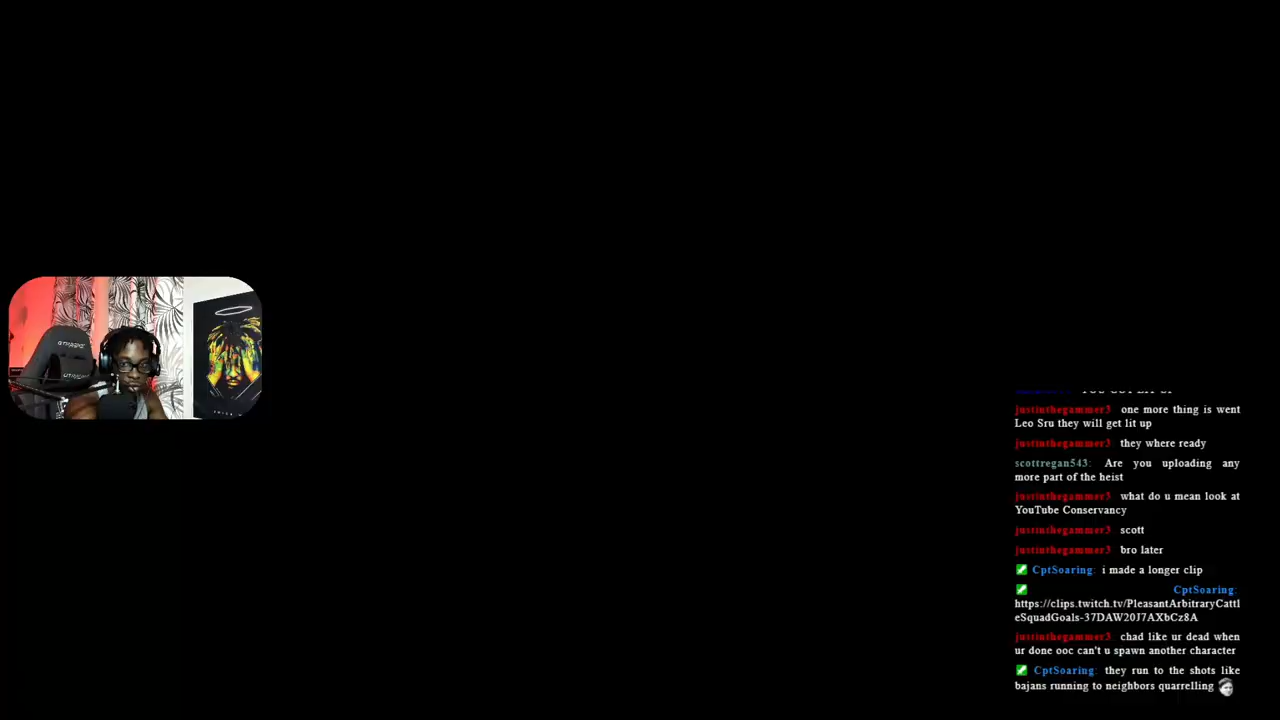 justinthegammer3 one more thing is went
Leo Sru they will get lit up
justinthegammer3 they where ready
scottregan543: Are you uploading any
more part of the heist
justinthegammer3 what do u mean look at
YouTube Conservancy
justinthegammer3 scott
justinthegammer3 bro later
CptSoaring: i made a longer clip
CptSoaring:
https://clips.twitch.tv/PleasantArbitraryCattl
eSquadGoals-37DAW20J7AXbCz8A
justinthegammer3 chad like ur dead when
ur done ooc can't u spawn another character
CptSoaring: they run to the shots like
bajans running to neighbors quarrelling